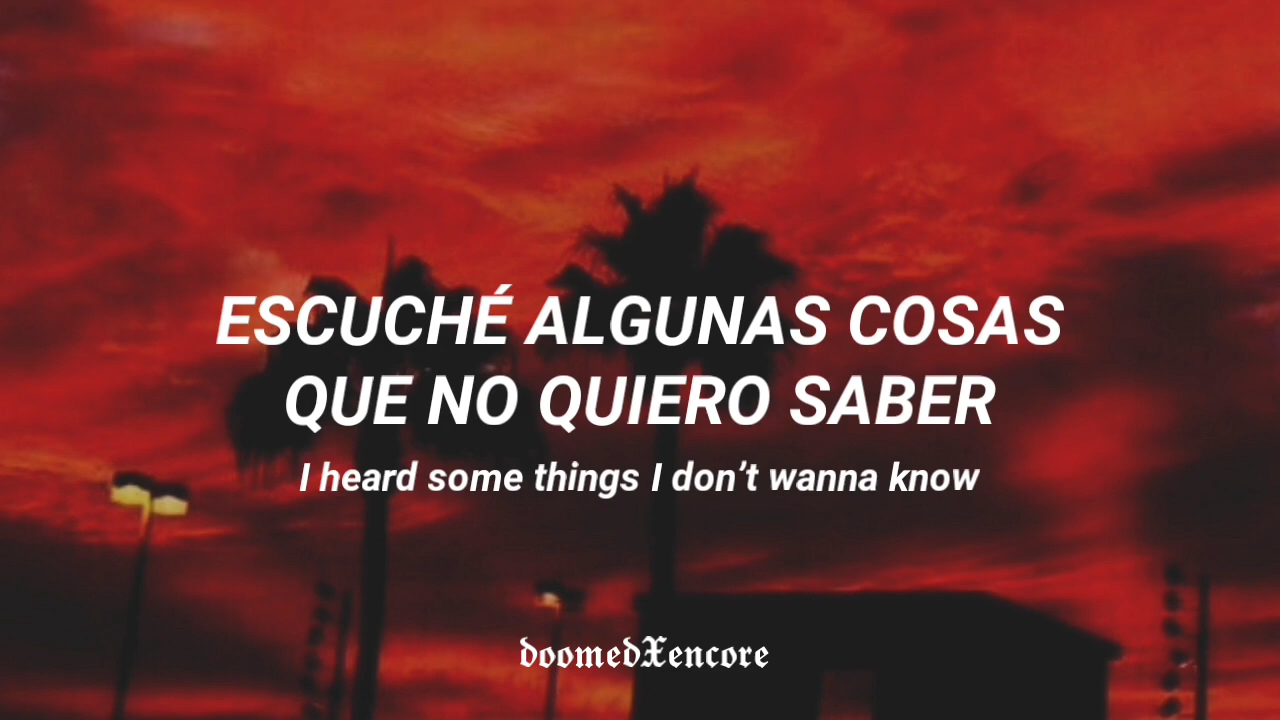 ESCUCHÉ ALGUNAS COSAS
QUE NO QUIERO SABER
I heard some things I don’t wanna know
doomedXencore